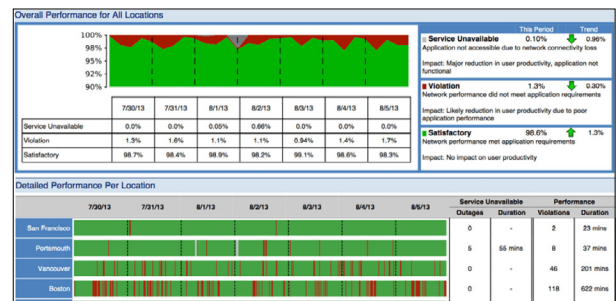 Overall Performance for All Locations
This Period Trend
Service Unavailable 0.10% 0.96%
Application not accessible due to network connectivity loss
Impact: Major reduction in user productivity, application not functional
Violation 1.3% 0.30%
Network performance did not meet application requirements
Impact: Likely reduction in user productivity due to poor application performance
Satisfactory 98.6% 1.3%
Network performance met application requirements
Impact: No impact on user productivity
100%
98%
96%
92%
90%
7/30/13 7/31/13 8/1/13 8/2/13 8/3/13 8/4/13 8/5/13
Service Unavailable 0.0% 0.0% 0.05% 0.66% 0.0% 0.0% 0.0%
Violation 1.3% 1.6% 1.1% 1.1% 0.94% 1.4% 1.7%
Satisfactory 98.7% 98.4% 98.9% 98.2% 99.1% 98.6% 98.3%
Detailed Performance Per Location
7/30/13 7/31/13 8/1/13 8/2/13 8/3/13 8/4/13 8/5/13
Service Unavailable Performance
Outages Duration Violations Duration
San Francisco 0 - 2 23 mins
Portsmouth 5 55 mins 8 37 mins
Vancouver 0 - 46 201 mins
Boston 0 - 118 622 mins